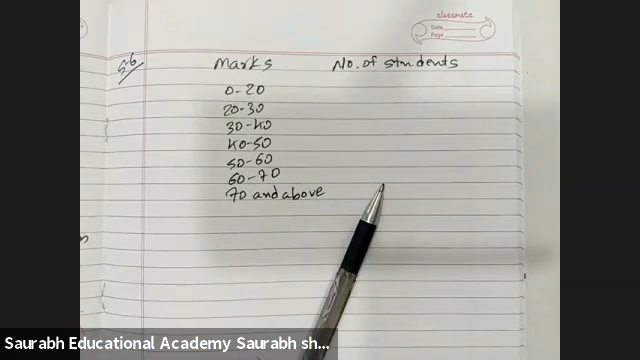 classmate
Date
Page
56 Marks No. of students
0-20
20-30
30-40
40-50
50-60
60-70
70 and above
Saurabh Educational Academy Saurabh sh...